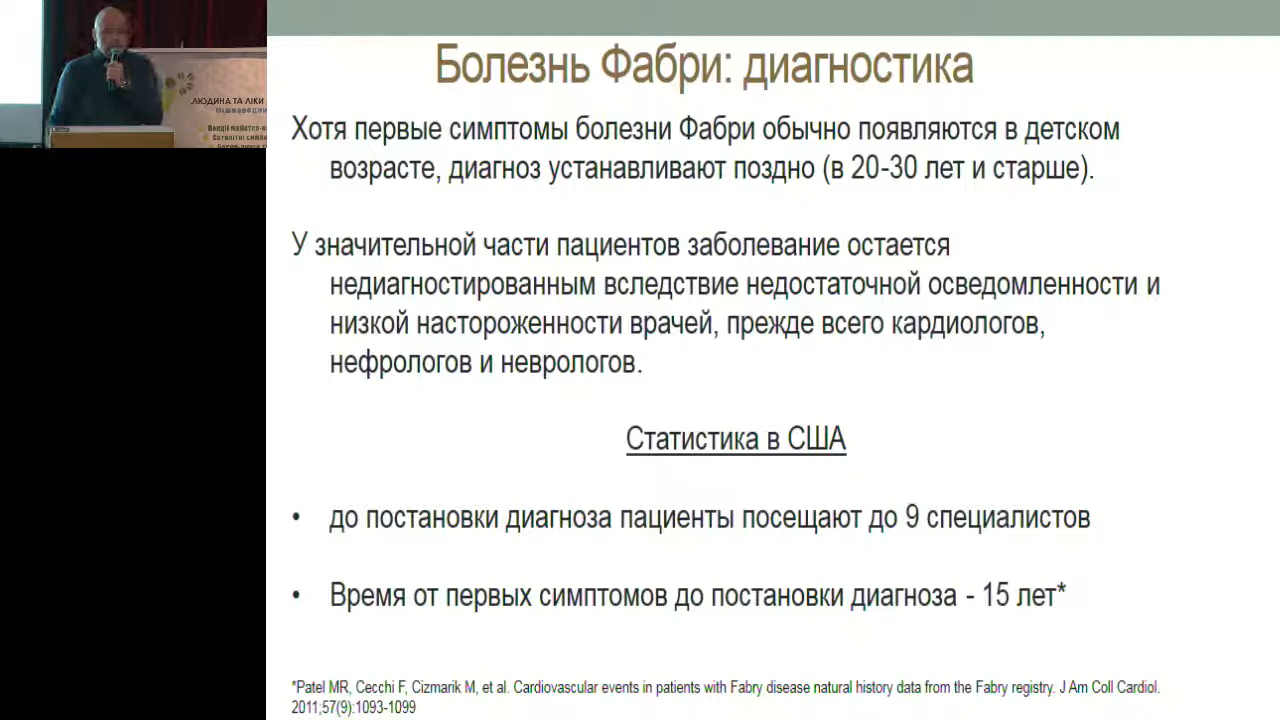 Болезнь Фабри: диагностика
Хотя первые симптомы болезни Фабри обычно появляются в детском
возрасте, диагноз устанавливают поздно (в 20-30 лет и старше).
У значительной части пациентов заболевание остается
недиагностированным вследствие недостаточной осведомленности и
низкой настороженности врачей, прежде всего кардиологов,
нефрологов и неврологов.
Статистика в США
• до постановки диагноза пациенты посещают до 9 специалистов
• Время от первых симптомов до постановки диагноза - 15 лет*
*Patel MR, Cecchi F, Cizmarik M, et al. Cardiovascular events in patients with Fabry disease natural history data from the Fabry registry. J Am Coll Cardiol.
2011;57(9):1093-1099
ЛЮДИНА ТА ЛІКИ